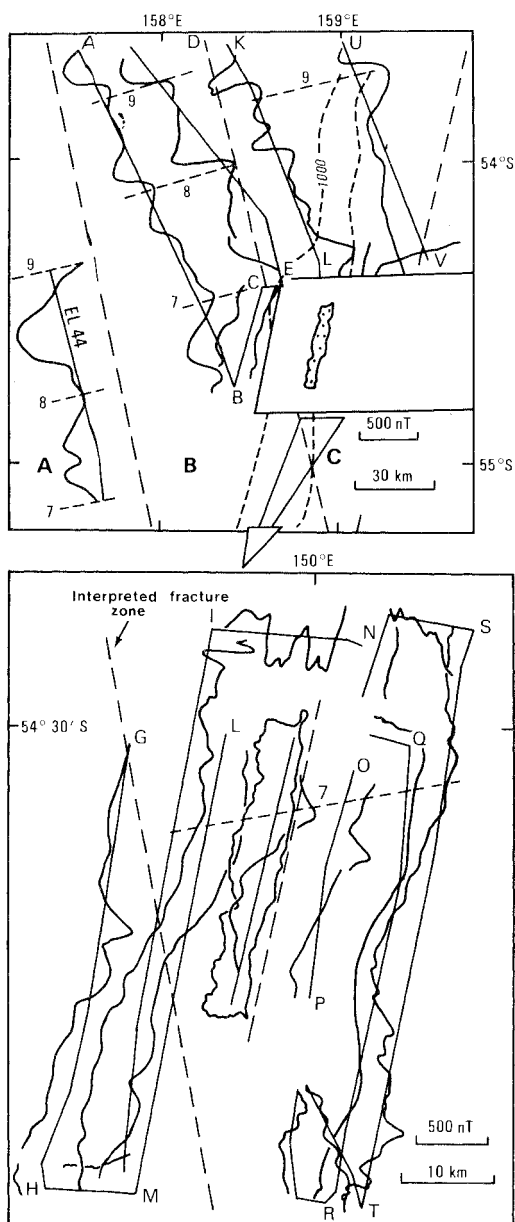 158°E
159°E
A
D
K
U
9
9
54°S
1000
8
L
V
9
E
C
7
EL 44
B
8
A
B
C
500 nT
30 km
55°S
7
150°E
Interpreted fracture
zone
N
S
54° 30' S
G
L
Q
O
7
P
500 nT
10 km
H
M
R
T